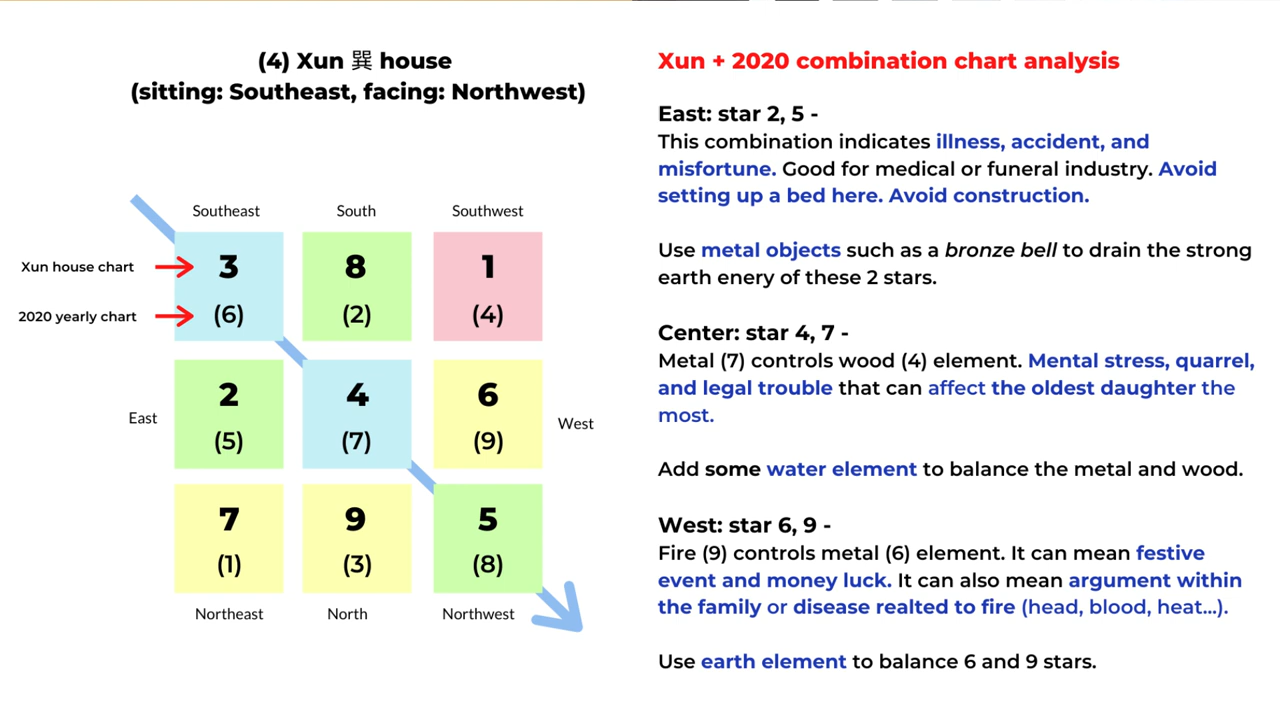 (4) Xun 巽 house
(sitting: Southeast, facing: Northwest)
Southeast
South
Southwest
Xun house chart
3
8
1
2020 yearly chart
(6)
(2)
(4)
East
2
4
6
West
(5)
(7)
(9)
7
9
5
(1)
(3)
(8)
Northeast
North
Northwest
Xun + 2020 combination chart analysis
East: star 2, 5 -
This combination indicates illness, accident, and
misfortune. Good for medical or funeral industry. Avoid
setting up a bed here. Avoid construction.
Use metal objects such as a bronze bell to drain the strong
earth enery of these 2 stars.
Center: star 4, 7 -
Metal (7) controls wood (4) element. Mental stress, quarrel,
and legal trouble that can affect the oldest daughter the
most.
Add some water element to balance the metal and wood.
West: star 6, 9 -
Fire (9) controls metal (6) element. It can mean festive
event and money luck. It can also mean argument within
the family or disease realted to fire (head, blood, heat...).
Use earth element to balance 6 and 9 stars.